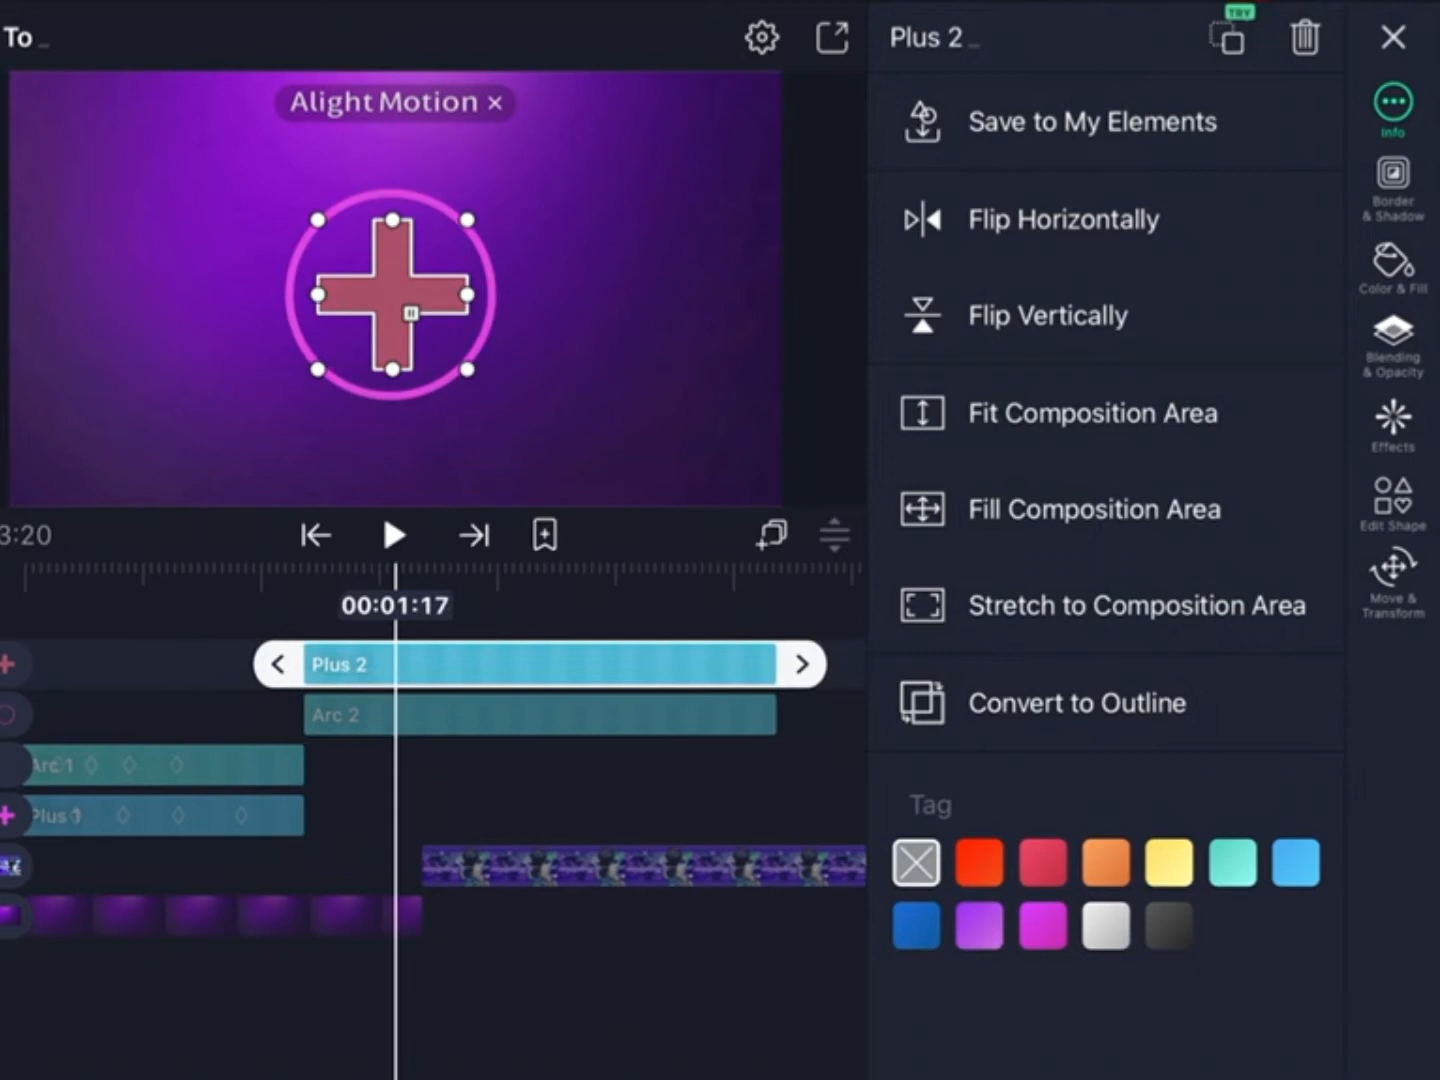 To
Alight Motion ×
3:20
00:01:17
Plus 2
Arc 2
Arc 1
Plus 1
Plus 2
TRY
Save to My Elements
Flip Horizontally
Flip Vertically
Fit Composition Area
Fill Composition Area
Stretch to Composition Area
Convert to Outline
Tag
Info
Border
& Shadow
Color & Fill
Blending
& Opacity
Effects
Edit Shape
Move &
Transform